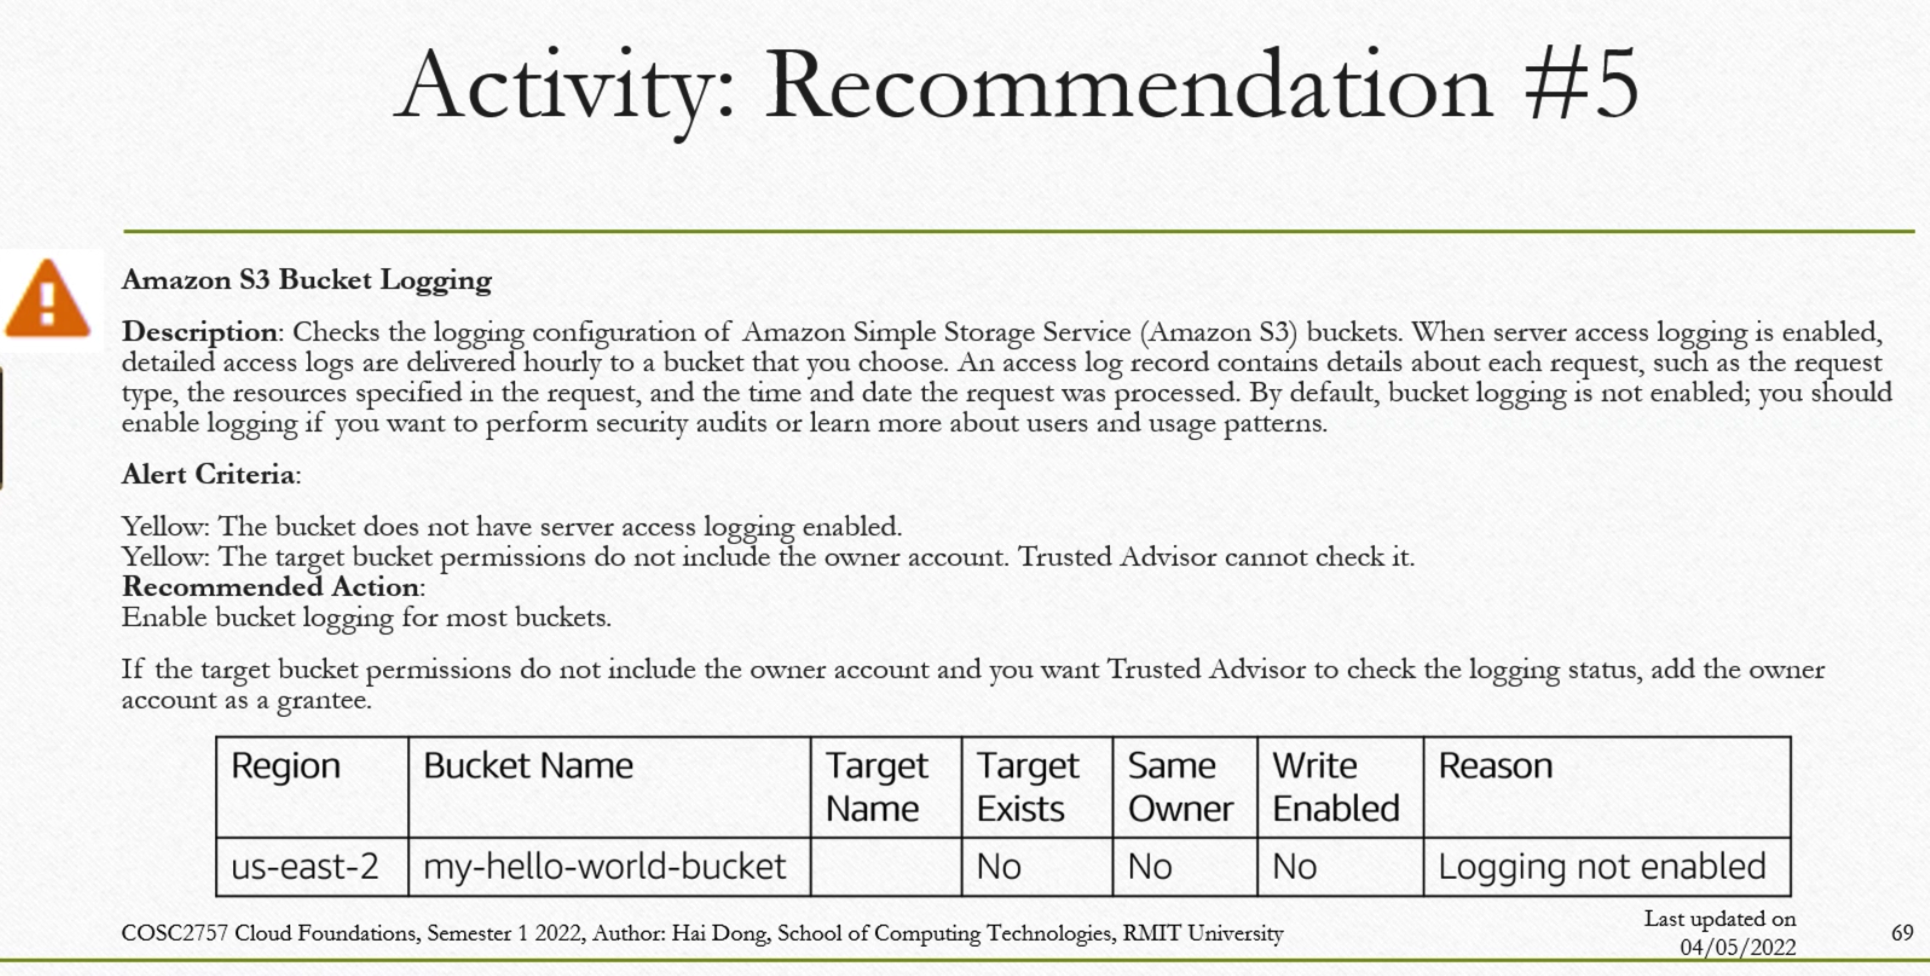 Activity: Recommendation #5
Amazon S3 Bucket Logging
Description: Checks the logging configuration of Amazon Simple Storage Service (Amazon S3) buckets. When server access logging is enabled,
detailed access logs are delivered hourly to a bucket that you choose. An access log record contains details about each request, such as the request
type, the resources specified in the request, and the time and date the request was processed. By default, bucket logging is not enabled; you should
enable logging if you want to perform security audits or learn more about users and usage patterns.
Alert Criteria:
Yellow: The bucket does not have server access logging enabled.
Yellow: The target bucket permissions do not include the owner account. Trusted Advisor cannot check it.
Recommended Action:
Enable bucket logging for most buckets.
If the target bucket permissions do not include the owner account and you want Trusted Advisor to check the logging status, add the owner
account as a grantee.
Region Bucket Name Target Name Target Exists Same Owner Write Enabled Reason
us-east-2 my-hello-world-bucket No No No Logging not enabled
COSC2757 Cloud Foundations, Semester 1 2022, Author: Hai Dong, School of Computing Technologies, RMIT University
Last updated on
04/05/2022
69